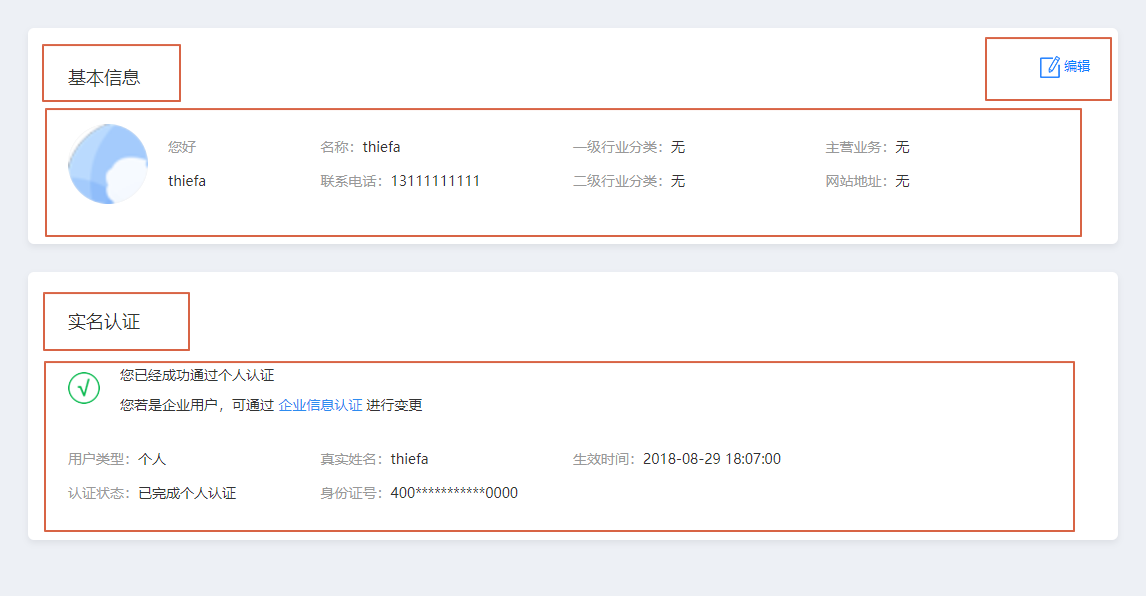 基本信息
编辑
您好 名称：thiefa 一级行业分类：无 主营业务：无
thiefa 联系电话：13111111111 二级行业分类：无 网站地址：无
实名认证
√
您已经成功通过个人认证
您若是企业用户，可通过 企业信息认证 进行变更
用户类型：个人 真实姓名：thiefa 生效时间：2018-08-29 18:07:00
认证状态：已完成个人认证 身份证号：400***********0000